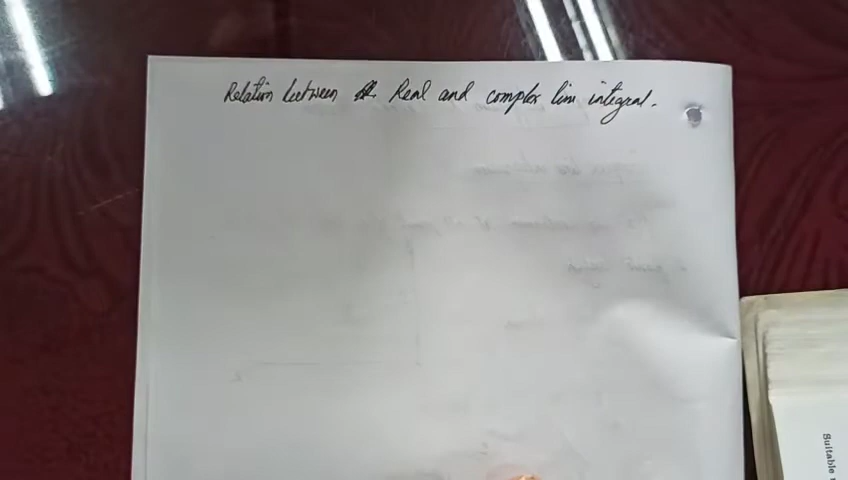 Relation between Real and complex line integral.
Suitable